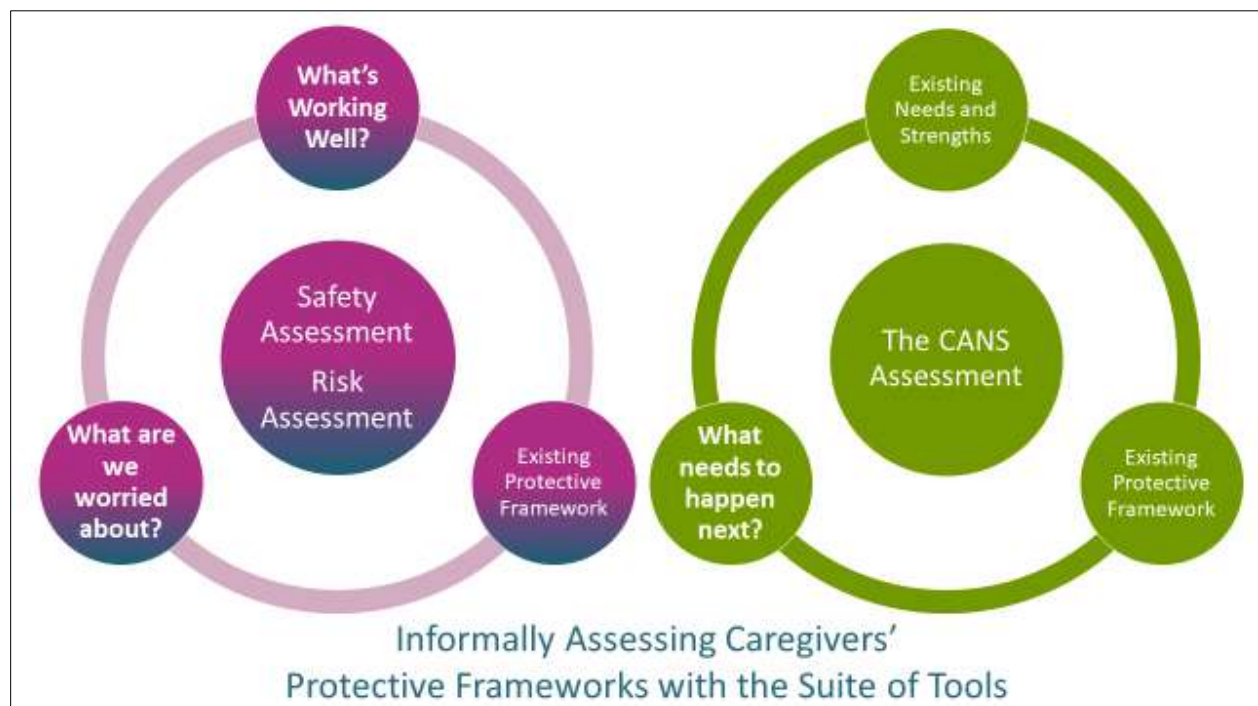 What's
Working
Well?
Safety
Assessment
Risk
Assessment
What are
we
worried
about?
Existing
Protective
Framework
Existing
Needs and
Strengths
The CANS
Assessment
What
needs to
happen
next?
Existing
Protective
Framework
Informally Assessing Caregivers'
Protective Frameworks with the Suite of Tools